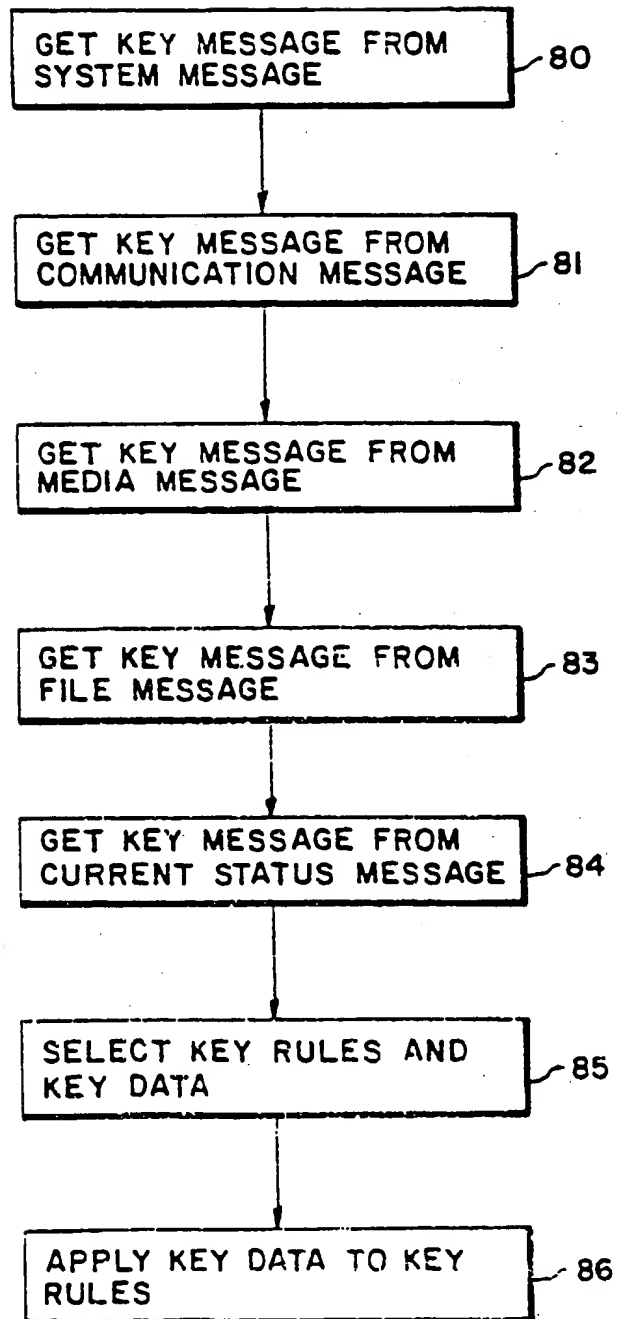 GET KEY MESSAGE FROM
SYSTEM MESSAGE
80
GET KEY MESSAGE FROM
COMMUNICATION MESSAGE
81
GET KEY MESSAGE FROM
MEDIA MESSAGE
82
GET KEY MESSAGE FROM
FILE MESSAGE
83
GET KEY MESSAGE FROM
CURRENT STATUS MESSAGE
84
SELECT KEY RULES AND
KEY DATA
85
APPLY KEY DATA TO KEY
RULES
86